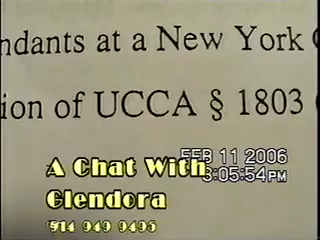 ndants at a New York
ion of UCCA § 1803
FEB 11 2006
A Chat With
3:05:54PM
Glendora
914 949 9495